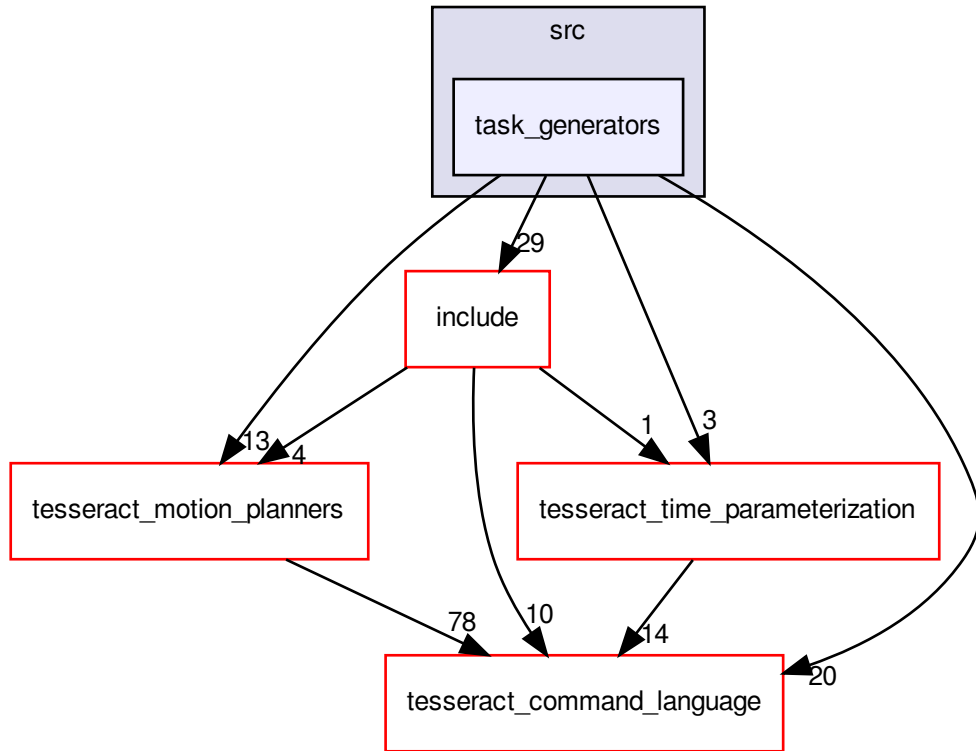 src
task_generators
29
include
13
4
1
3
tesseract_motion_planners
tesseract_time_parameterization
78
10
14
20
tesseract_command_language